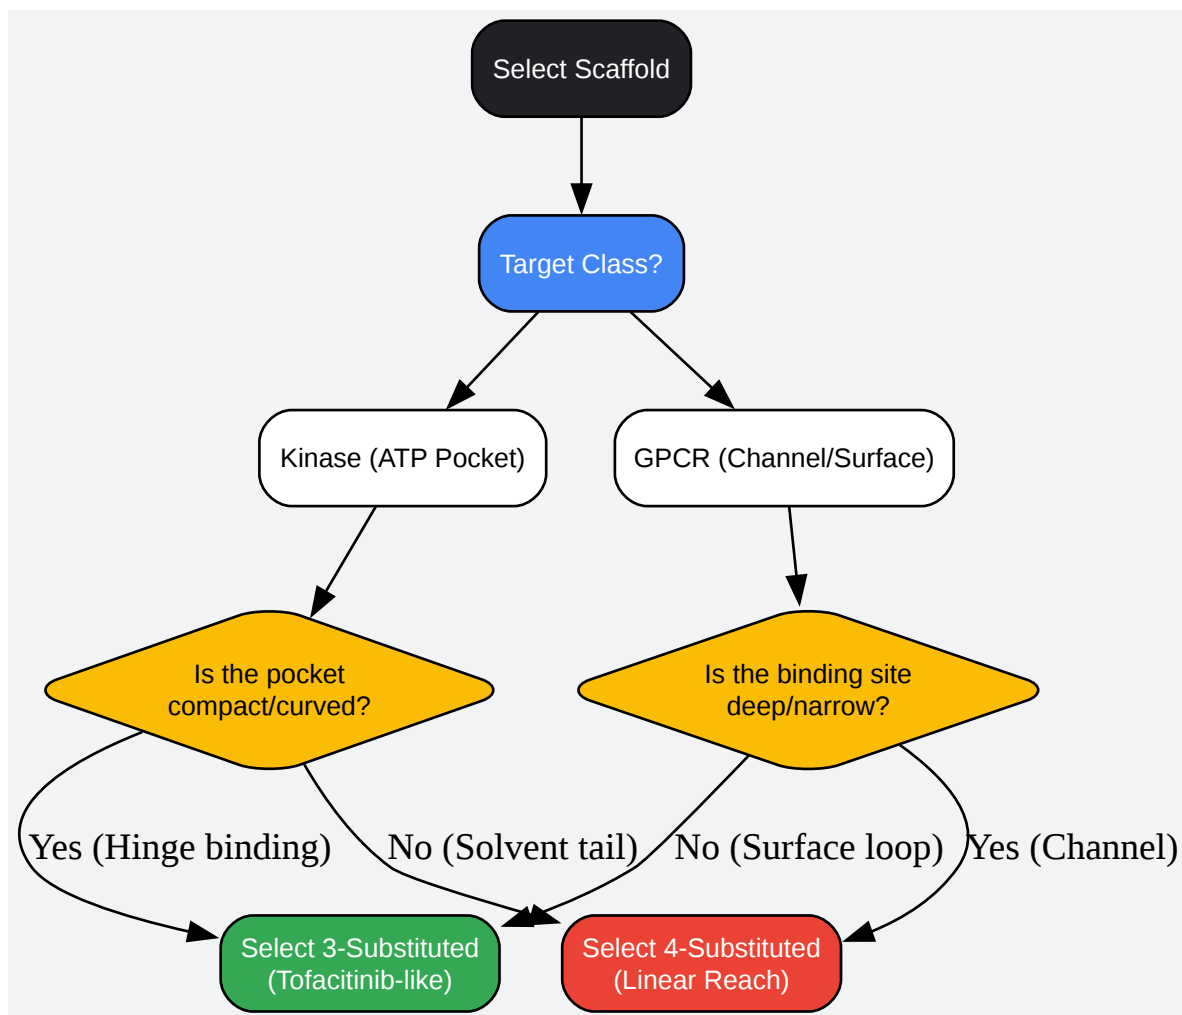 Select Scaffold
Target Class?
Kinase (ATP Pocket)
GPCR (Channel/Surface)
Is the pocket
compact/curved?
Is the binding site
deep/narrow?
Yes (Hinge binding)
No (Solvent tail)
No (Surface loop)
Yes (Channel)
Select 3-Substituted
(Tofacitinib-like)
Select 4-Substituted
(Linear Reach)